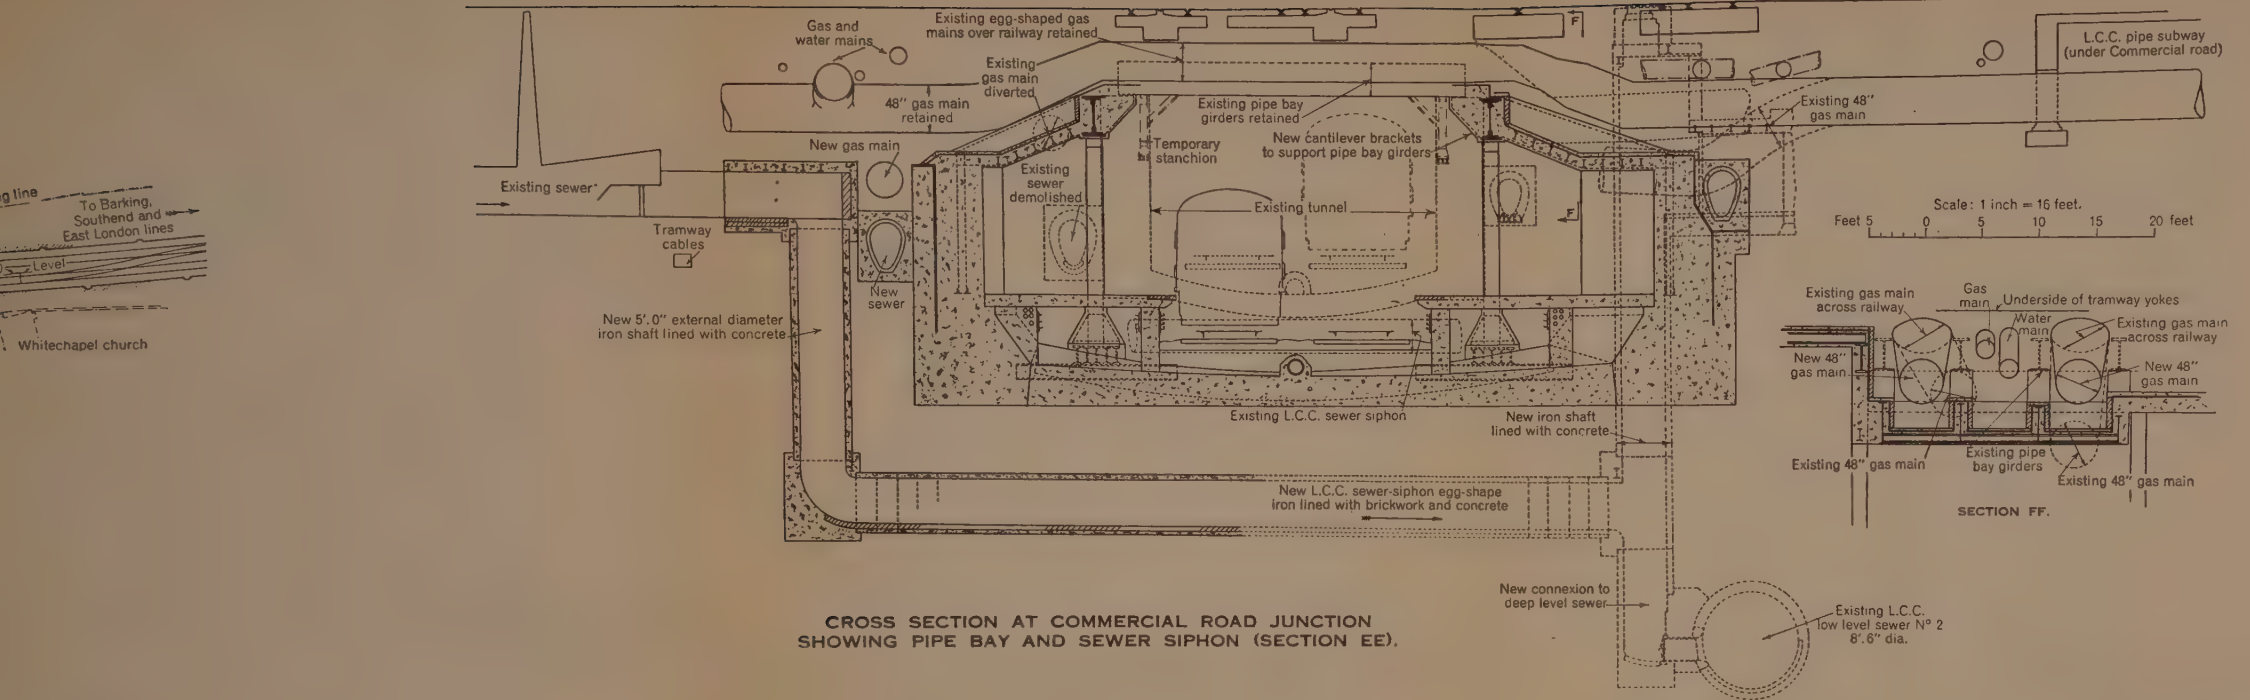 g line
To Barking,
Southend and
East London lines
Level
Whitechapel church
Existing sewer
Gas and
water mains
48" gas main
retained
New gas main
Tramway
cables
New
sewer
New 5'.0" external diameter
iron shaft lined with concrete
Existing egg-shaped gas
mains over railway retained
Existing
gas main
diverted
Existing
sewer
demolished
Temporary
stanchion
Existing pipe bay
girders retained
New cantilever brackets
to support pipe bay girders
Existing tunnel
F
F
Existing 48"
gas main
L.C.C. pipe subway
(under Commercial road)
Scale: 1 inch = 16 feet.
Feet 5 0 5 10 15 20 feet
Existing L.C.C. sewer siphon
New iron shaft
lined with concrete
New L.C.C. sewer-siphon egg-shape
iron lined with brickwork and concrete
New connexion to
deep level sewer
Existing L.C.C.
low level sewer Nº 2
8'.6" dia.
Existing gas main
across railway
Gas
main
Underside of tramway yokes
Water
main
Existing gas main
across railway
New 48"
gas main
New 48"
gas main
Existing 48" gas main
Existing pipe
bay girders
Existing 48" gas main
SECTION FF.
CROSS SECTION AT COMMERCIAL ROAD JUNCTION
SHOWING PIPE BAY AND SEWER SIPHON (SECTION EE).